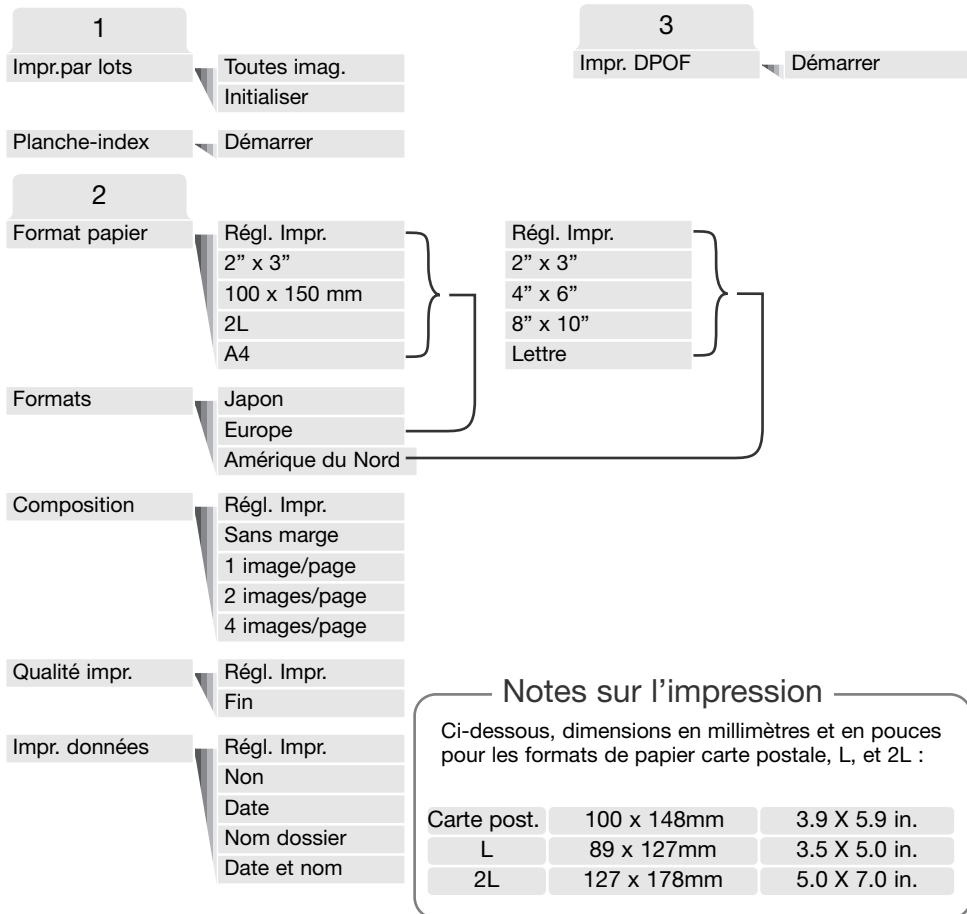 1
Impr.par lots
Toutes imag.
Initialiser
Planche-index
Démarrer
3
Impr. DPOF
Démarrer
2
Format papier
Régl. Impr.
2” x 3”
100 x 150 mm
2L
A4
Régl. Impr.
2” x 3”
4” x 6”
8” x 10”
Lettre
Formats
Japon
Europe
Amérique du Nord
Composition
Régl. Impr.
Sans marge
1 image/page
2 images/page
4 images/page
Qualité impr.
Régl. Impr.
Fin
Impr. données
Régl. Impr.
Non
Date
Nom dossier
Date et nom
Notes sur l’impression
Ci-dessous, dimensions en millimètres et en pouces
pour les formats de papier carte postale, L, et 2L :
Carte post. 100 x 148mm 3.9 X 5.9 in.
L 89 x 127mm 3.5 X 5.0 in.
2L 127 x 178mm 5.0 X 7.0 in.